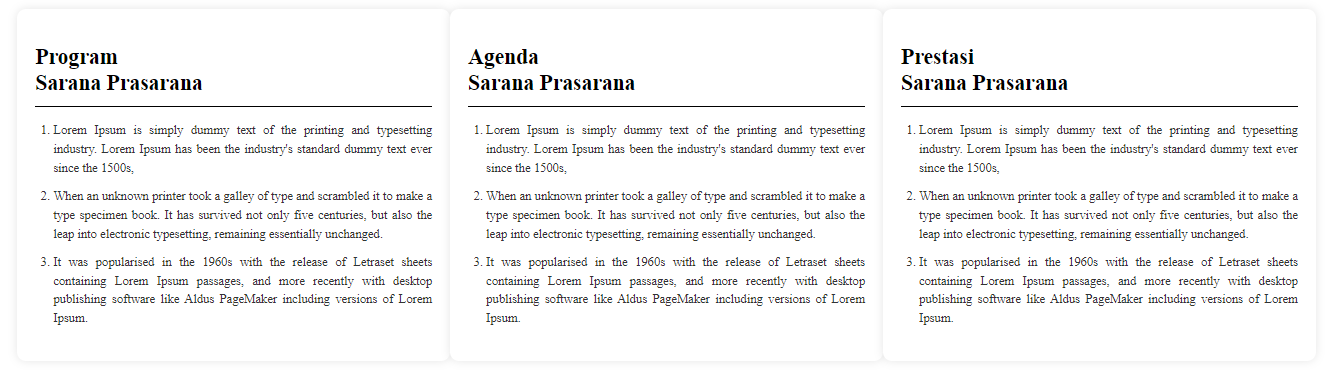 Program
Sarana Prasarana
1. Lorem Ipsum is simply dummy text of the printing and typesetting
industry. Lorem Ipsum has been the industry's standard dummy text ever
since the 1500s,
2. When an unknown printer took a galley of type and scrambled it to make a
type specimen book. It has survived not only five centuries, but also the
leap into electronic typesetting, remaining essentially unchanged.
3. It was popularised in the 1960s with the release of Letraset sheets
containing Lorem Ipsum passages, and more recently with desktop
publishing software like Aldus PageMaker including versions of Lorem
Ipsum.
Agenda
Sarana Prasarana
1. Lorem Ipsum is simply dummy text of the printing and typesetting
industry. Lorem Ipsum has been the industry's standard dummy text ever
since the 1500s,
2. When an unknown printer took a galley of type and scrambled it to make a
type specimen book. It has survived not only five centuries, but also the
leap into electronic typesetting, remaining essentially unchanged.
3. It was popularised in the 1960s with the release of Letraset sheets
containing Lorem Ipsum passages, and more recently with desktop
publishing software like Aldus PageMaker including versions of Lorem
Ipsum.
Prestasi
Sarana Prasarana
1. Lorem Ipsum is simply dummy text of the printing and typesetting
industry. Lorem Ipsum has been the industry's standard dummy text ever
since the 1500s,
2. When an unknown printer took a galley of type and scrambled it to make a
type specimen book. It has survived not only five centuries, but also the
leap into electronic typesetting, remaining essentially unchanged.
3. It was popularised in the 1960s with the release of Letraset sheets
containing Lorem Ipsum passages, and more recently with desktop
publishing software like Aldus PageMaker including versions of Lorem
Ipsum.